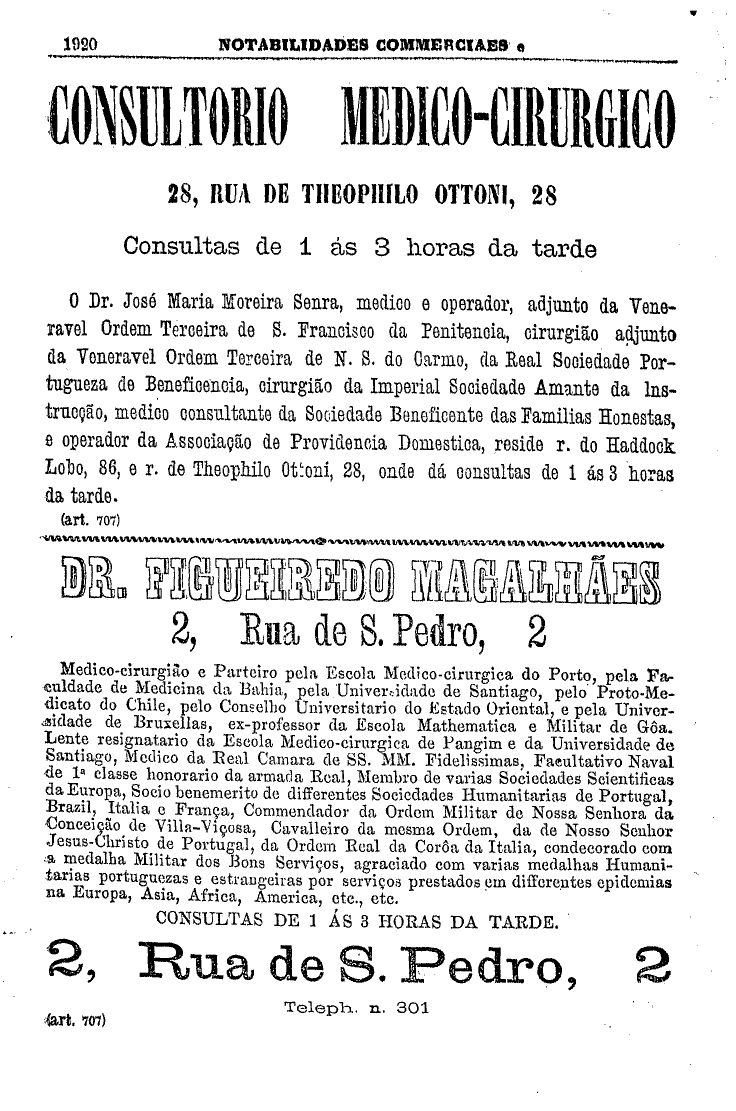 1920 NOTABILIDADES COMMERCIAES e
CONSULTORIO MEDICO-CIRURGICO
28, RUA DE THEOPHILO OTTONI, 28
Consultas de 1 ás 3 horas da tarde
O Dr. José Maria Moreira Senra, medico e operador, adjunto da Vene-
ravel Ordem Terceira de S. Francisco da Penitencia, cirurgião adjunto
da Veneravel Ordem Terceira de N. S. do Carmo, da Real Sociedade Por-
tugueza de Beneficencia, cirurgião da Imperial Sociedade Amante da Ins-
trucção, medico consultante da Sociedade Beneficente das Familias Honestas,
e operador da Associação de Providencia Domestica, reside r. do Haddock
Lobo, 86, e r. de Theophilo Ottoni, 28, onde dá consultas de 1 ás 3 horas
da tarde.
(art. 707)
DR. FIGUEIREDO MAGALHÃES
2, Rua de S. Pedro, 2
Medico-cirurgião e Parteiro pela Escola Medico-cirurgica do Porto, pela Fa-
culdade de Medicina da Bahia, pela Universidade de Santiago, pelo Proto-Me-
dicato do Chile, pelo Conselho Universitario do Estado Oriental, e pela Univer-
sidade de Bruxellas, ex-professor da Escola Mathematica e Militar de Gôa.
Lente resignatario da Escola Medico-cirurgica de Pangim e da Universidade de
Santiago, Medico da Real Camara de SS. MM. Fidelissimas, Facultativo Naval
de 1ª classe honorario da armada Real, Membro de varias Sociedades Scientificas
da Europa, Socio benemerito de differentes Sociedades Humanitarias de Portugal,
Brazil, Italia e França, Commendador da Ordem Militar de Nossa Senhora da
Conceição de Villa-Viçosa, Cavalleiro da mesma Ordem, da de Nosso Senhor
Jesus-Christo de Portugal, da Ordem Real da Corôa da Italia, condecorado com
a medalha Militar dos Bons Serviços, agraciado com varias medalhas Humani-
tarias portuguezas e estrangeiras por serviços prestados em differentes epidemias
na Europa, Asia, Africa, America, etc., etc.
CONSULTAS DE 1 ÁS 3 HORAS DA TARDE.
2, Rua de S. Pedro, 2
Teleph. n. 301
(art. 707)